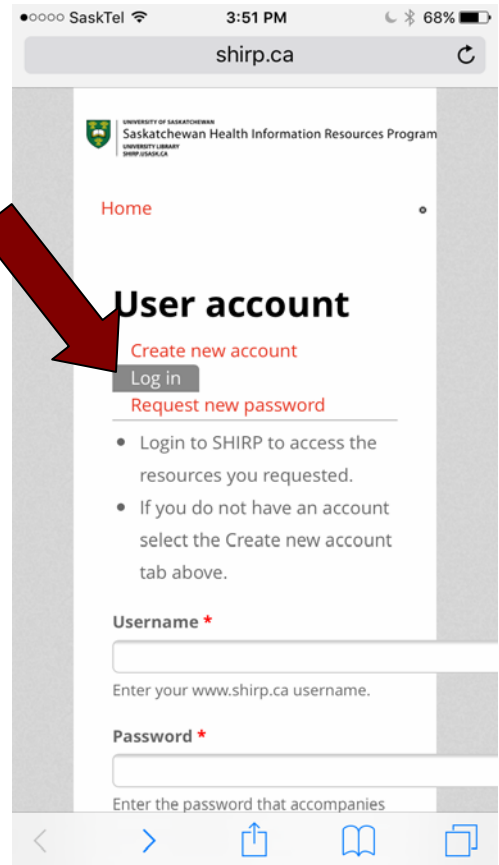 ●○○○○ SaskTel 3:51 PM 68%
shirp.ca
UNIVERSITY OF SASKATCHEWAN
Saskatchewan Health Information Resources Program
UNIVERSITY LIBRARY
SHIRP.USASK.CA
Home
User account
Create new account
Log in
Request new password
• Login to SHIRP to access the
resources you requested.
• If you do not have an account
select the Create new account
tab above.
Username *
Enter your www.shirp.ca username.
Password *
Enter the password that accompanies